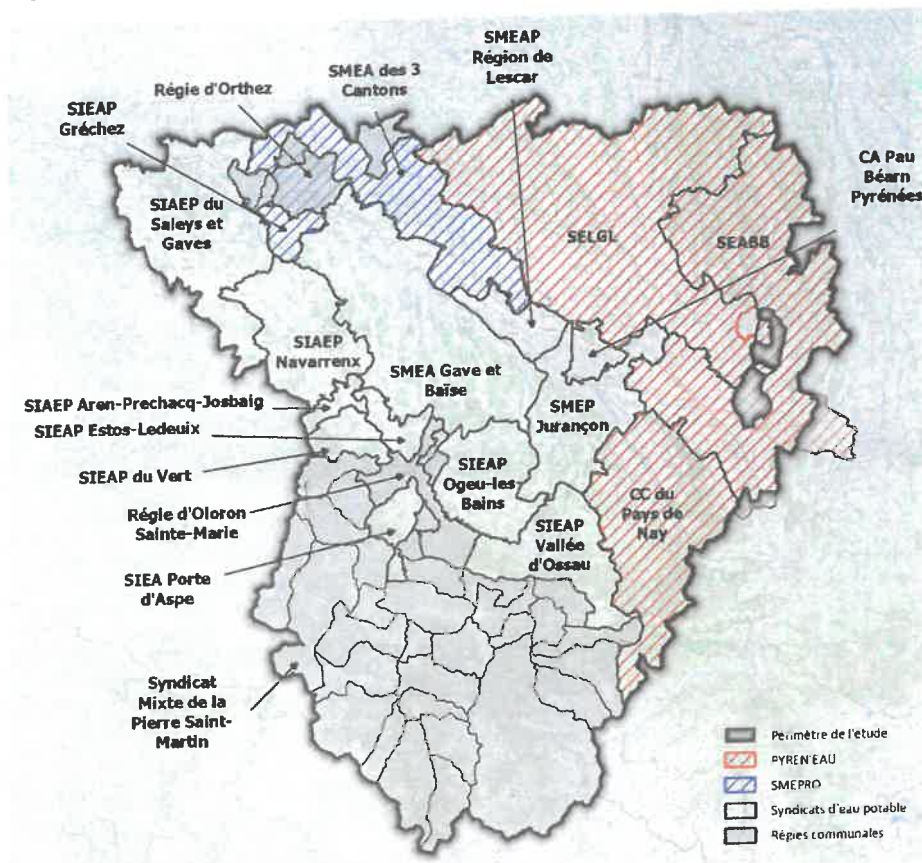 SMEAP
Région de
Lescar
SMEA des 3
Cantons
Régie d'Orthez
SIEAP
Gréchez
CA Pau
Béarn
Pyrénées
SIAEP du
Saleys et
Gaves
SELGL
SEABB
SIAEP
Navarrenx
SMEA Gave et
Baïse
SIAEP Aren-Prechacq-Josbaig
SIEAP Estos-Ledeuix
SMEP
Jurançon
SIEAP du Vert
SIEAP
Ogeu-les
Bains
CC du
Pays de
Nay
Régie d'Oloron
Sainte-Marie
SIEAP
Vallée
d'Ossau
SIEA Porte
d'Aspe
Syndicat
Mixte de la
Pierre Saint-
Martin
Périmètre de l'étude
PYREN'EAU
SMEPRO
Syndicats d'eau potable
Régies communales